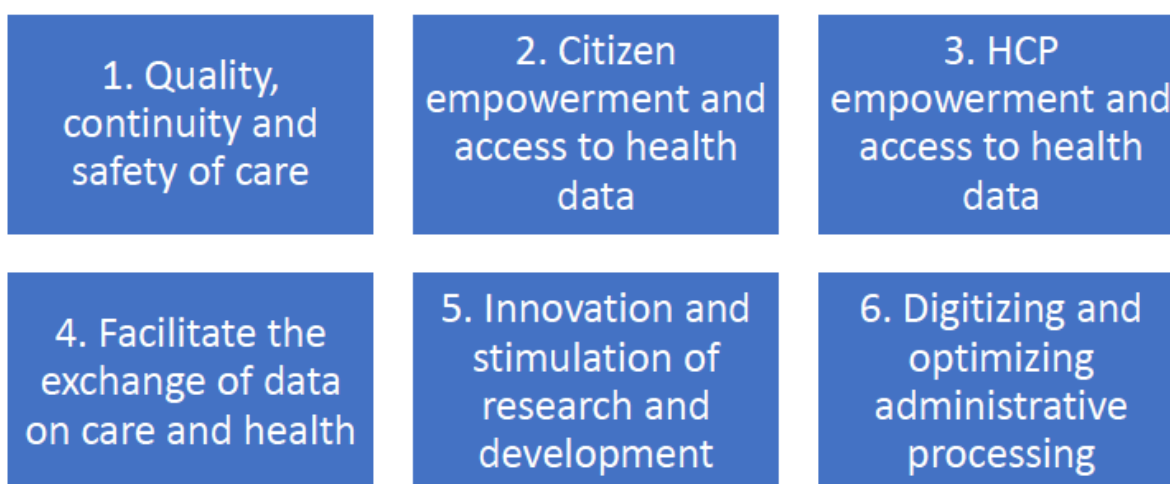 1. Quality,
continuity and
safety of care
2. Citizen
empowerment and
access to health
data
3. HCP
empowerment and
access to health
data
4. Facilitate the
exchange of data
on care and health
5. Innovation and
stimulation of
research and
development
6. Digitizing and
optimizing
administrative
processing